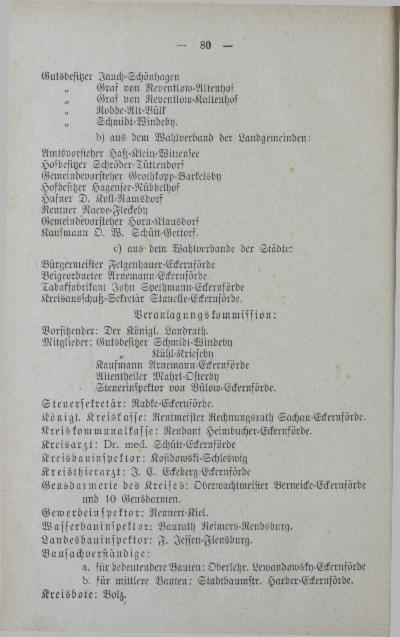 — 80 —
Gutsbesitzer Jauch-Schönhagen
„ Graf von Reventlow-Altenhof
„ Graf von Reventlow-Kaltenhof
„ Rodde-Alt-Bülk
„ Schmidt-Windeby.
b) aus dem Wahlverband der Landgemeinden:
Amtsvorsteher Haß-Klein-Wittensee
Hofbesitzer Schröder-Tüttendorf
Gemeindevorsteher Grothkopp-Barkelsby
Hofbesitzer Hagensee-Rübbelhof
Hufner D. Koll-Ramsdorf
Rentner Naeve-Fleckeby
Gemeindevorsteher Horn-Klausdorf
Kaufmann O. W. Schütt-Gettorf.
c) aus dem Wahlverbande der Städte:
Bürgermeister Felgenhauer-Eckernförde
Beigeordneter Arnemann-Eckernförde
Tabakfabrikant John Spethmann-Eckernförde
Kreisausschuß-Sekretär Stanelle-Eckernförde.
Veranlagungskommission:
Vorsitzender: Der Königl. Landrath.
Mitglieder: Gutsbesitzer Schmidt-Windeby
„ Kühl-Krieseby
Kaufmann Arnemann-Eckernförde
Altentheiler Mahrt-Osterby
Steuerinspektor von Bülow-Eckernförde.
Steuersekretär: Radke-Eckernförde.
Königl. Kreiskasse: Rentmeister Rechnungsrath Sachau-Eckernförde.
Kreiskommunalkasse: Rendant Heimbucher-Eckernförde.
Kreisarzt: Dr. med. Schütt-Eckernförde
Kreisbauinspektor: Kosidowski-Schleswig
Kreisthierarzt: J. C. Eckeberg-Eckernförde
Gensdarmerie des Kreises: Oberwachtmeister Berneicke-Eckernförde
und 10 Gensdarmen.
Gewerbeinspektor: Rennert-Kiel.
Wasserbauinspektor: Baurath Reimers-Rendsburg.
Landesbauinspektor: F. Jessen-Flensburg.
Bausachverständige:
a. für bedeutendere Bauten: Oberlehr. Lewandowsky-Eckernförde
b. für mittlere Bauten: Stadtbaumstr. Harder-Eckernförde.
Kreisbote: Bolz.